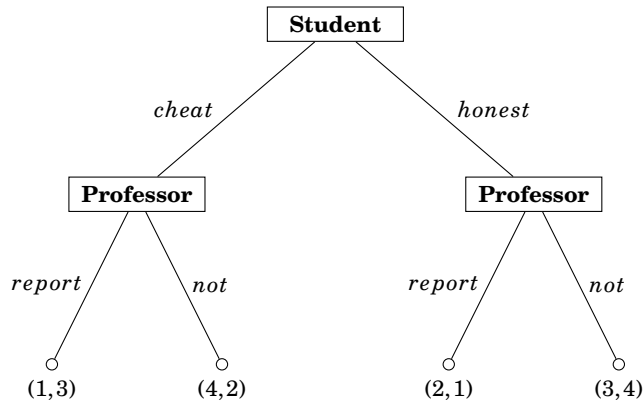 Student
cheat honest
Professor Professor
report not report not
(1,3) (4,2) (2,1) (3,4)